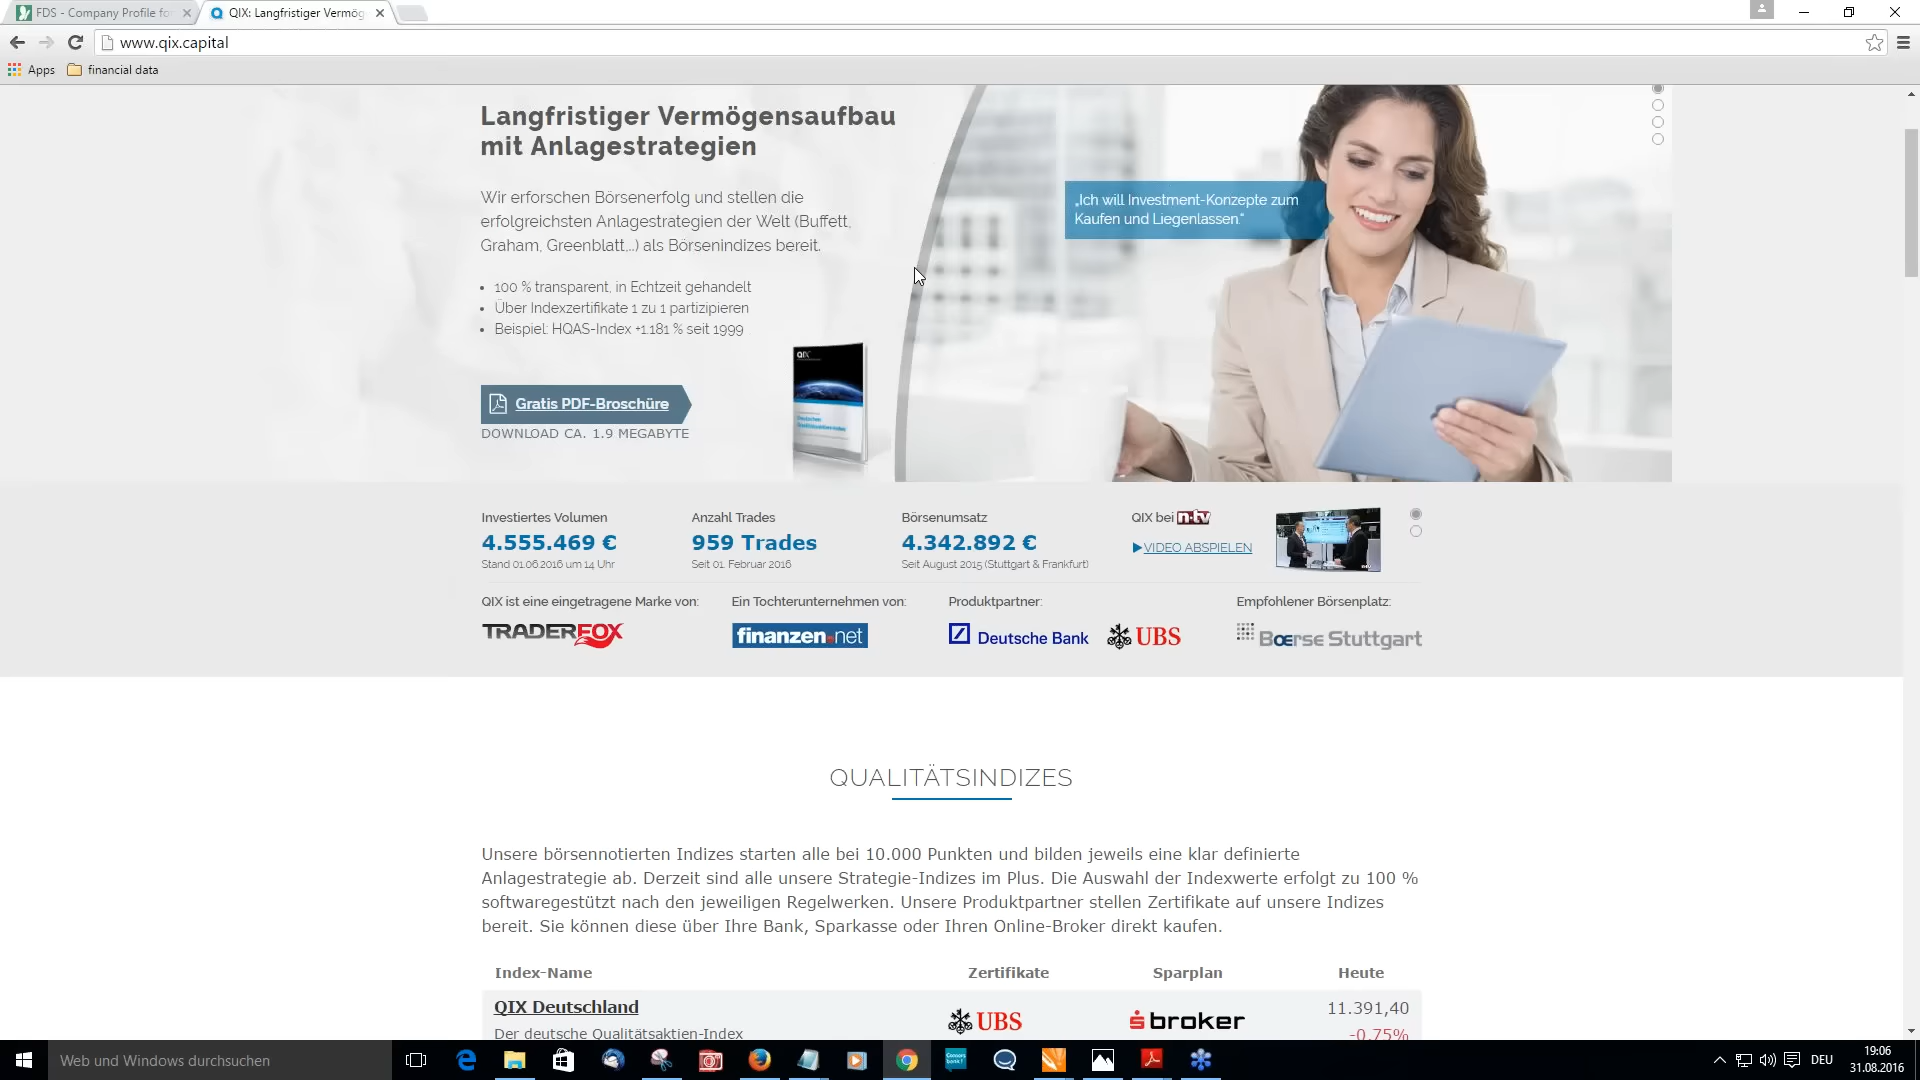 FDS - Company Profile fo
QIX: Langfristiger Vermög
www.qix.capital
Apps
financial data
Langfristiger Vermögensaufbau
mit Anlagestrategien
Wir erforschen Börsenerfolg und stellen die
erfolgreichsten Anlagestrategien der Welt (Buffett,
Graham, Greenblatt,..) als Börsenindizes bereit.
100 % transparent, in Echtzeit gehandelt
Über Indexzertifikate 1 zu 1 partizipieren
Beispiel: HQAS-Index +1.181 % seit 1999
Gratis PDF-Broschüre
DOWNLOAD CA. 1.9 MEGABYTE
QIX
„Ich will Investment-Konzepte zum
Kaufen und Liegenlassen."
Investiertes Volumen
4.555.469 €
Stand 01.06.2016 um 14 Uhr
Anzahl Trades
959 Trades
Seit 01. Februar 2016
Börsenumsatz
4.342.892 €
Seit August 2015 (Stuttgart & Frankfurt)
QIX bei n-tv
VIDEO ABSPIELEN
QIX ist eine eingetragene Marke von:
TRADERFOX
Ein Tochterunternehmen von:
finanzen.net
Produktpartner:
Deutsche Bank
UBS
Empfohlener Börsenplatz:
Boerse Stuttgart
QUALITÄTSINDIZES
Unsere börsennotierten Indizes starten alle bei 10.000 Punkten und bilden jeweils eine klar definierte
Anlagestrategie ab. Derzeit sind alle unsere Strategie-Indizes im Plus. Die Auswahl der Indexwerte erfolgt zu 100 %
softwaregestützt nach den jeweiligen Regelwerken. Unsere Produktpartner stellen Zertifikate auf unsere Indizes
bereit. Sie können diese über Ihre Bank, Sparkasse oder Ihren Online-Broker direkt kaufen.
Index-Name Zertifikate Sparplan Heute
QIX Deutschland UBS broker 11.391,40
Der deutsche Qualitätsaktien-Index -0,75%
Web und Windows durchsuchen
DEU
19:06
31.08.2016